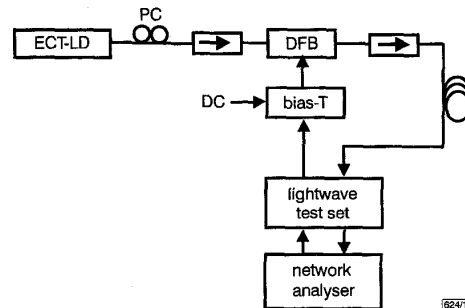 PC
ECT-LD
DFB
DC
bias-T
lightwave
test set
network
analyser